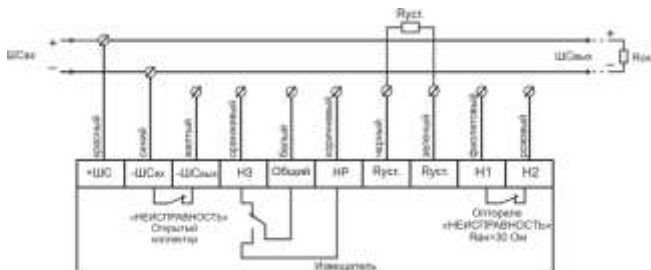 Rуст.
ШСвх
+
−
ШСвых
+
−
Rок
красный
синий
желтый
оранжевый
белый
коричневый
черный
зеленый
фиолетовый
розовый
+ШС
-ШСвх
-ШСвых
НЗ
Общий
НР
Rуст.
Rуст.
Н1
Н2
«НЕИСПРАВНОСТЬ»
Открытый
коллектор
Оптореле
«НЕИСПРАВНОСТЬ»
Rвн=30 Ом
Извещатель